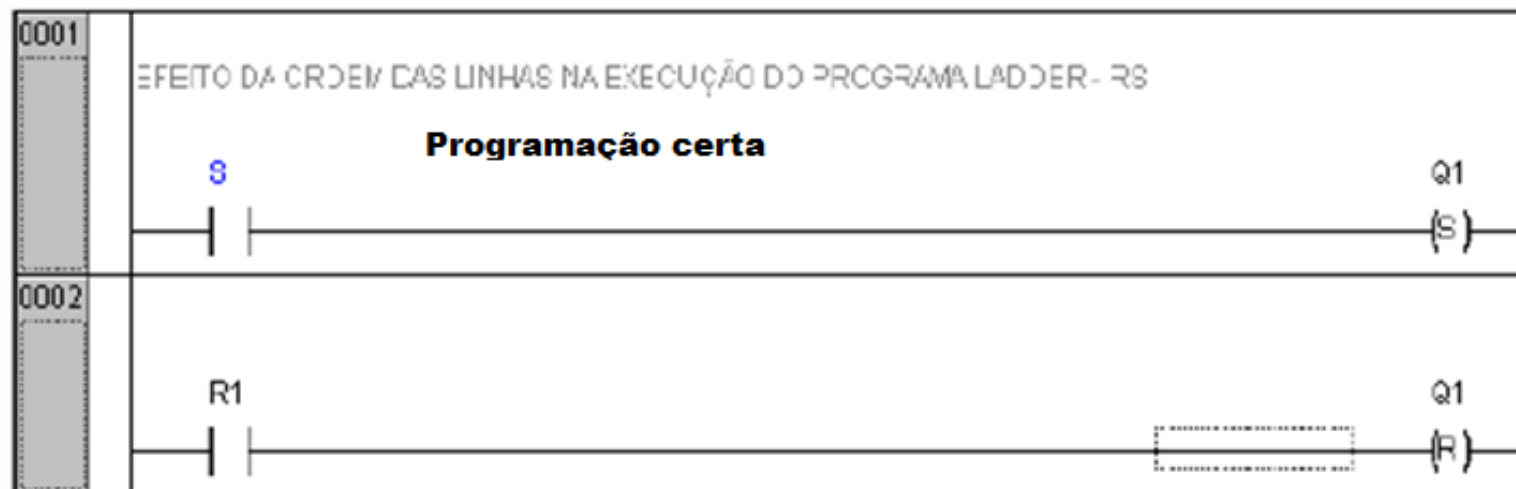 0001
EFEITO DA ORDEM DAS LINHAS NA EXECUÇÃO DO PROGRAMA LADDER - RS
Programação certa
S Q1
(S)
0002
R1 Q1
(R)